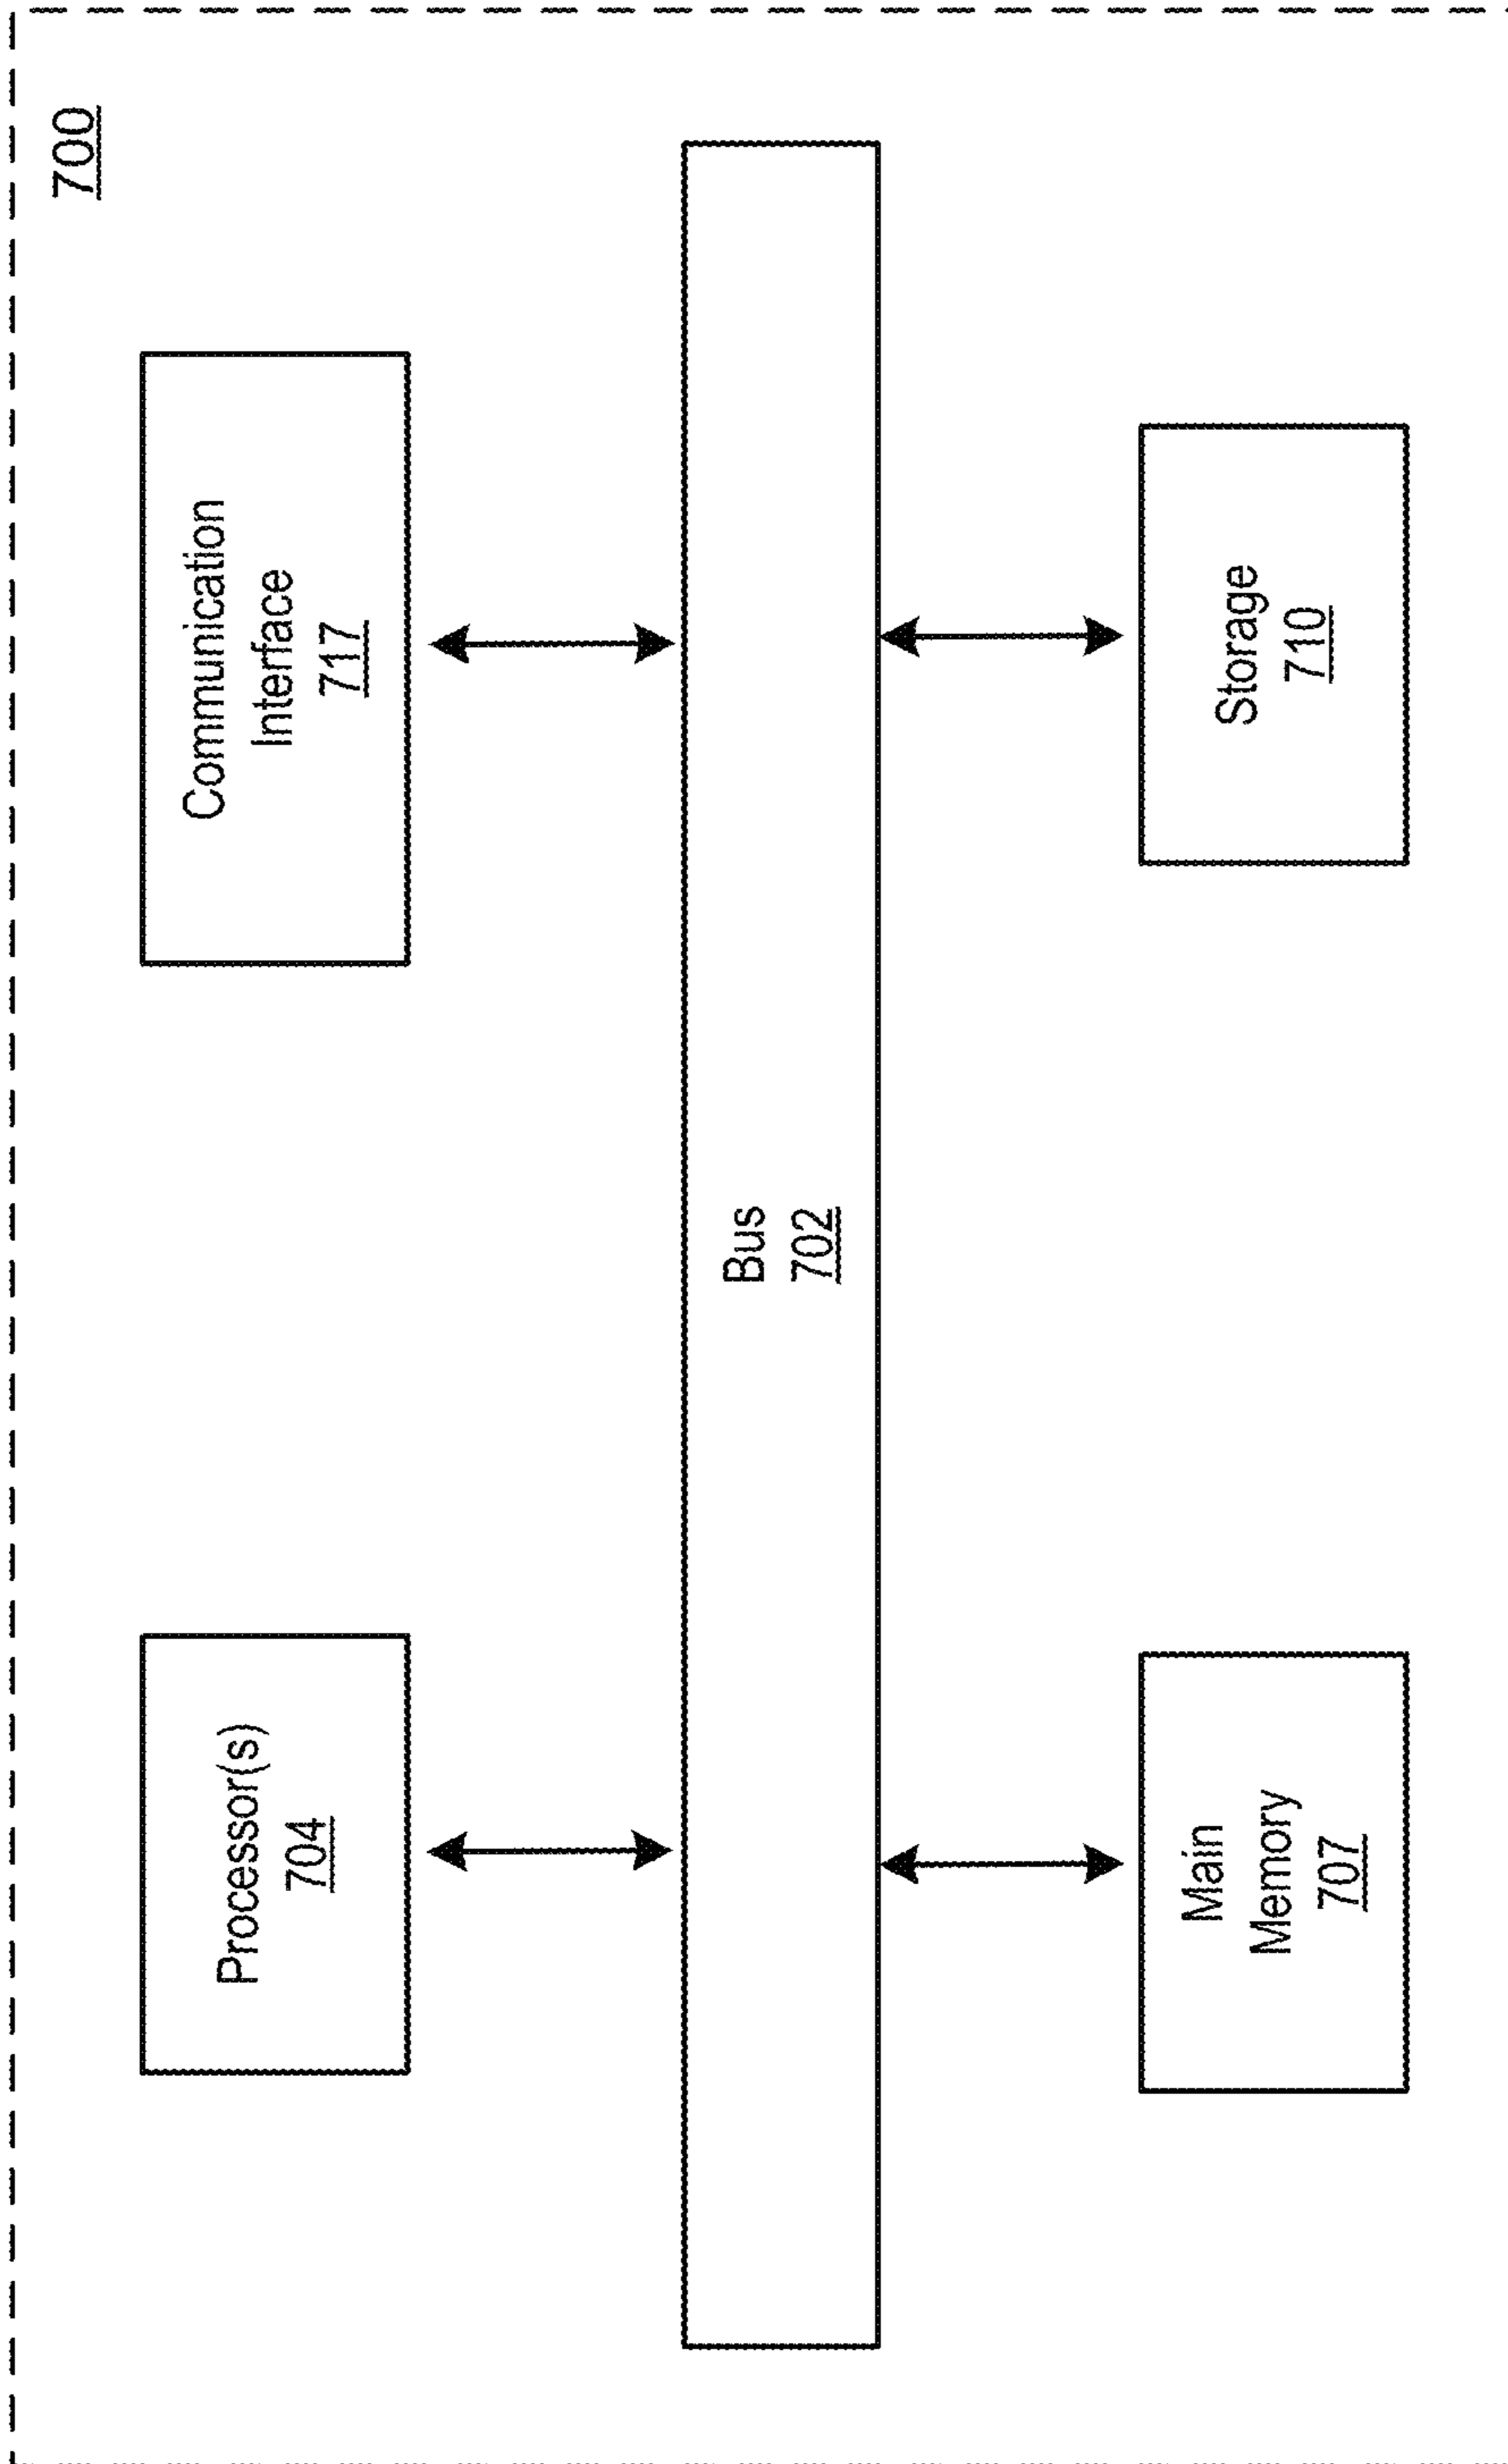 700
Processor(s)
704
Communication
Interface
717
Bus
702
Main
Memory
707
Storage
710